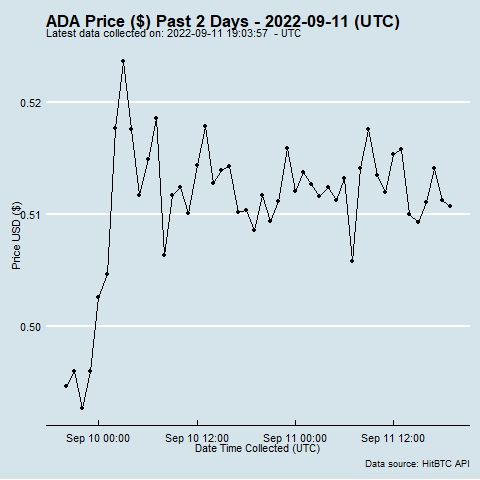 ADA Price ($) Past 2 Days - 2022-09-11 (UTC)
Latest data collected on: 2022-09-11 19:03:57  - UTC
0.52
0.51
0.50
Price USD ($)
Sep 10 00:00 Sep 10 12:00 Sep 11 00:00 Sep 11 12:00
Date Time Collected (UTC)
Data source: HitBTC API